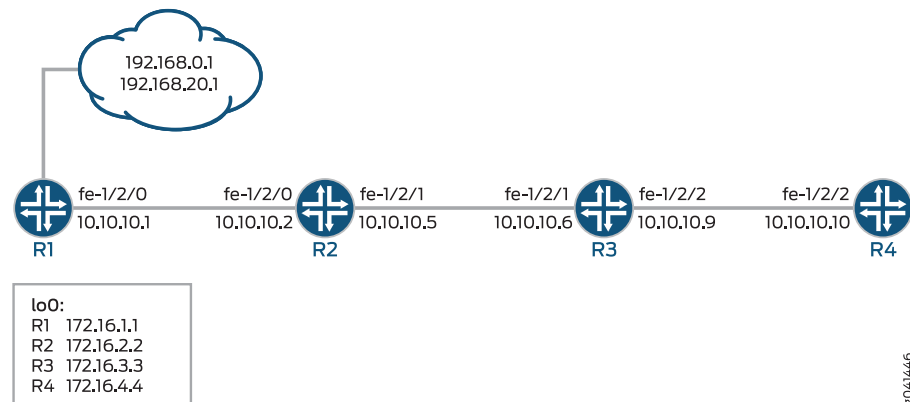 192.168.0.1
192.168.20.1
fe-1/2/0 fe-1/2/0 fe-1/2/1 fe-1/2/1 fe-1/2/2 fe-1/2/2
10.10.10.1 10.10.10.2 10.10.10.5 10.10.10.6 10.10.10.9 10.10.10.10
R1 R2 R3 R4
lo0:
R1 172.16.1.1
R2 172.16.2.2
R3 172.16.3.3
R4 172.16.4.4
g041446